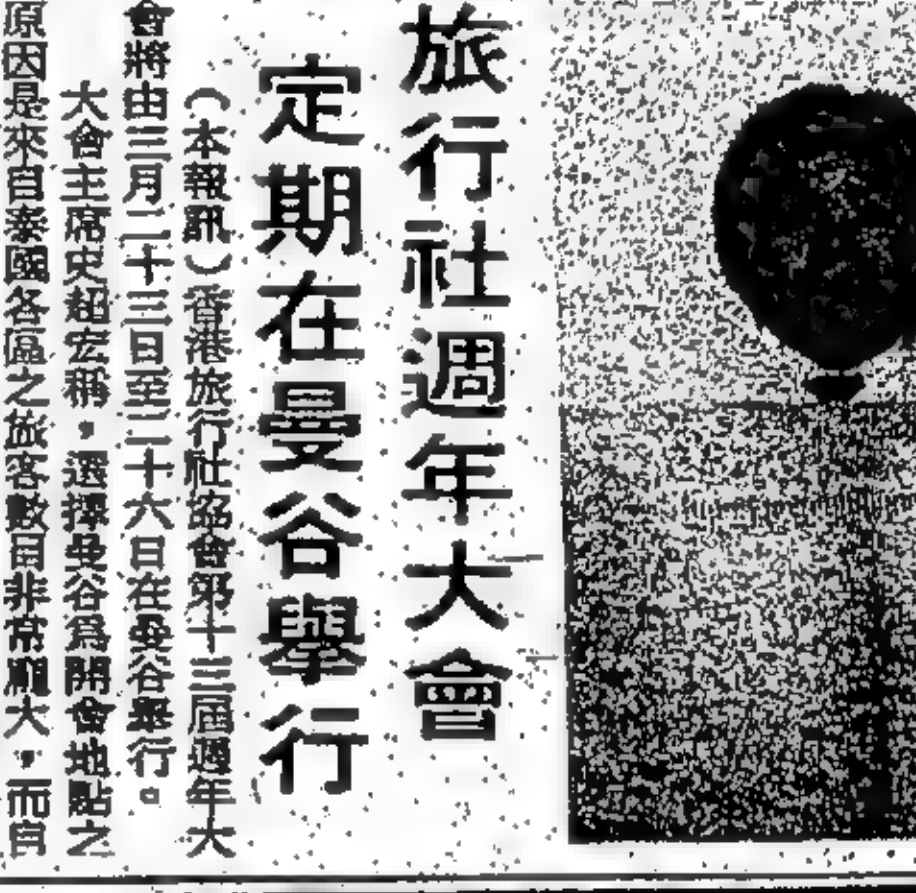 旅行社週年大會
定期在曼谷舉行
（本報訊）香港旅行社協會第十三屆週年大
會將由三月二十三日至二十六日在曼谷舉行。
大會主席史超宏稱，選擇曼谷爲開會地點之
原因是來自泰國各區之旅客數目非常龐大，而自